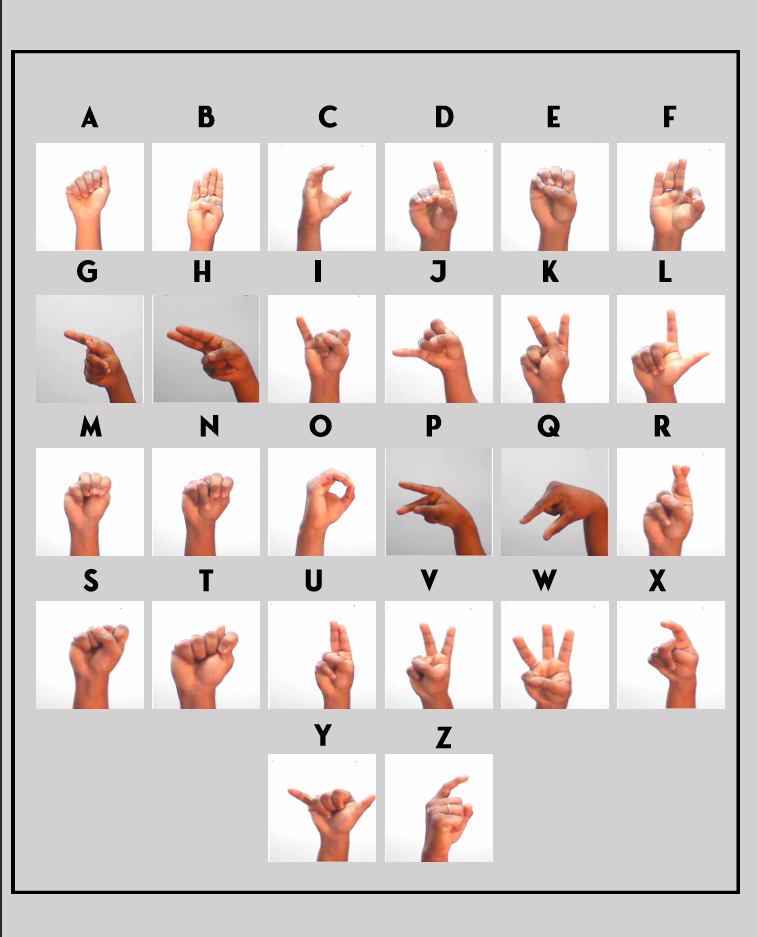 A B C D E F
G H I J K L
M N O P Q R
S T U V W X
Y Z